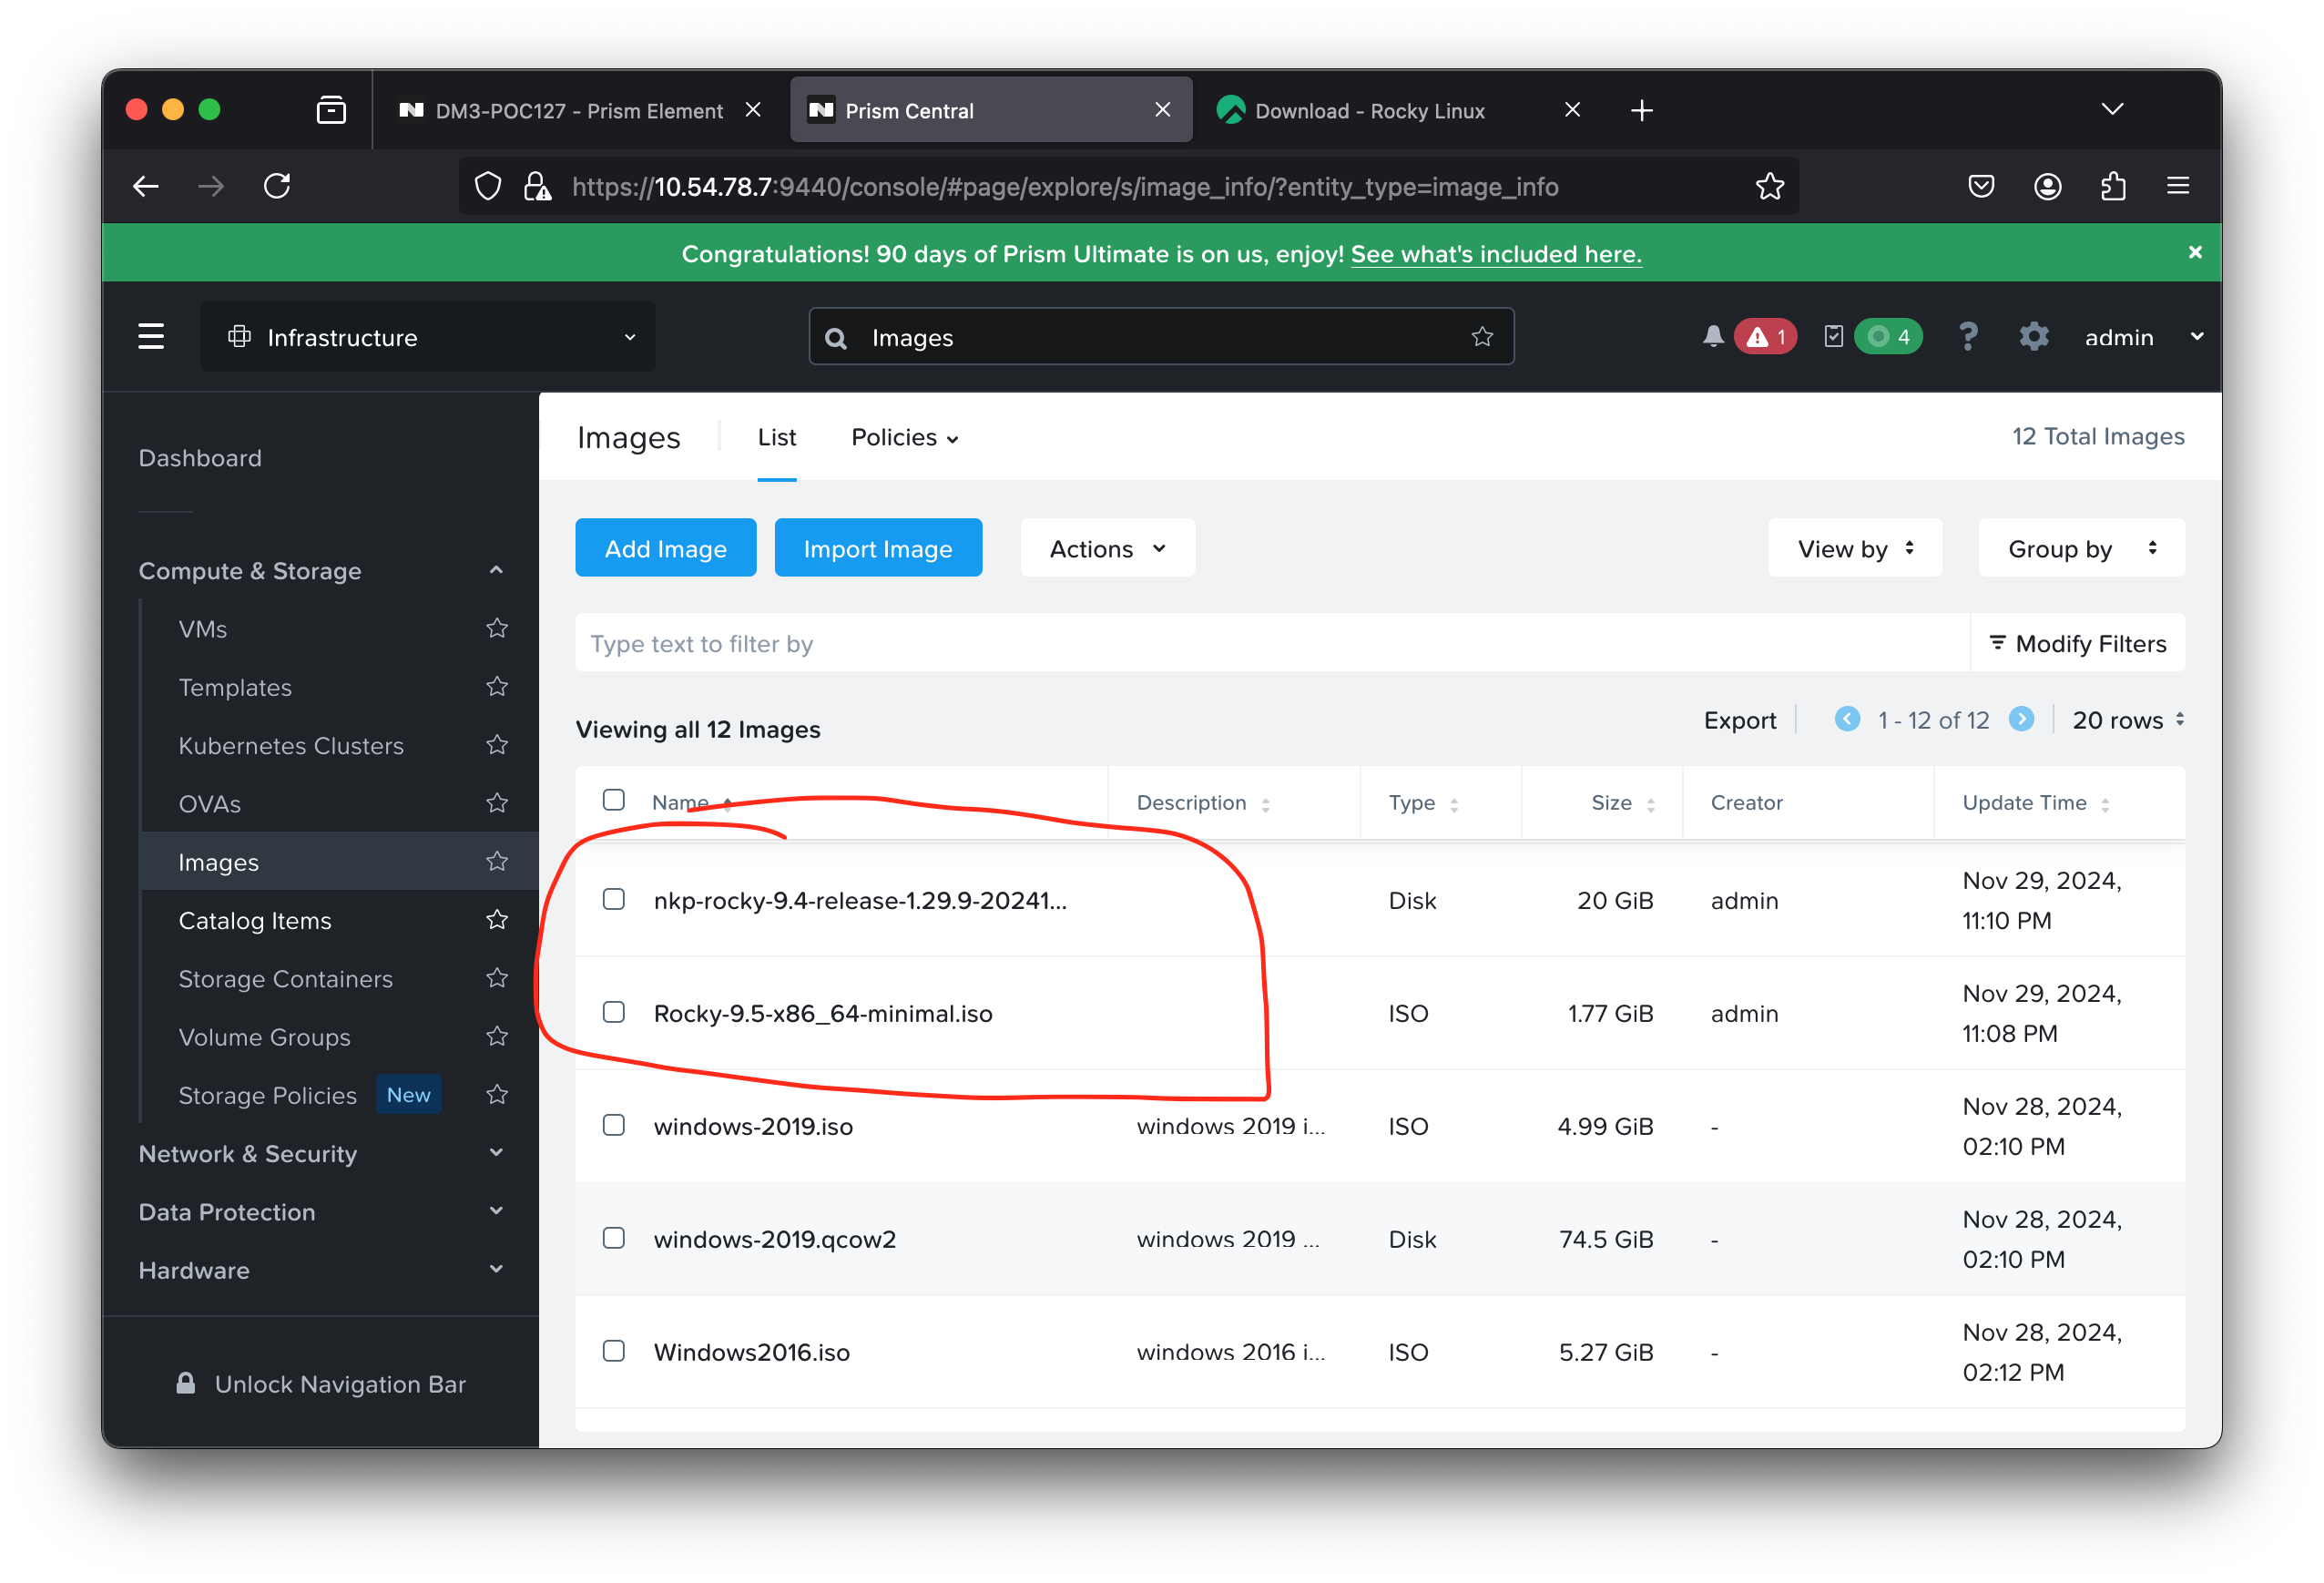 DM3-POC127 - Prism Element
Prism Central
Download - Rocky Linux
https://10.54.78.7:9440/console/#page/explore/s/image_info/?entity_type=image_info
Congratulations! 90 days of Prism Ultimate is on us, enjoy! See what's included here.
Infrastructure
Images
1
4
?
admin
Dashboard
Compute & Storage
VMs
Templates
Kubernetes Clusters
OVAs
Images
Catalog Items
Storage Containers
Volume Groups
Storage Policies New
Network & Security
Data Protection
Hardware
Unlock Navigation Bar
Images
List
Policies
12 Total Images
Add Image
Import Image
Actions
View by
Group by
Type text to filter by
Modify Filters
Viewing all 12 Images
Export
1 - 12 of 12
20 rows
Name Description Type Size Creator Update Time
nkp-rocky-9.4-release-1.29.9-20241... Disk 20 GiB admin Nov 29, 2024,
11:10 PM
Rocky-9.5-x86_64-minimal.iso ISO 1.77 GiB admin Nov 29, 2024,
11:08 PM
windows-2019.iso windows 2019 i... ISO 4.99 GiB - Nov 28, 2024,
02:10 PM
windows-2019.qcow2 windows 2019 ... Disk 74.5 GiB - Nov 28, 2024,
02:10 PM
Windows2016.iso windows 2016 i... ISO 5.27 GiB - Nov 28, 2024,
02:12 PM